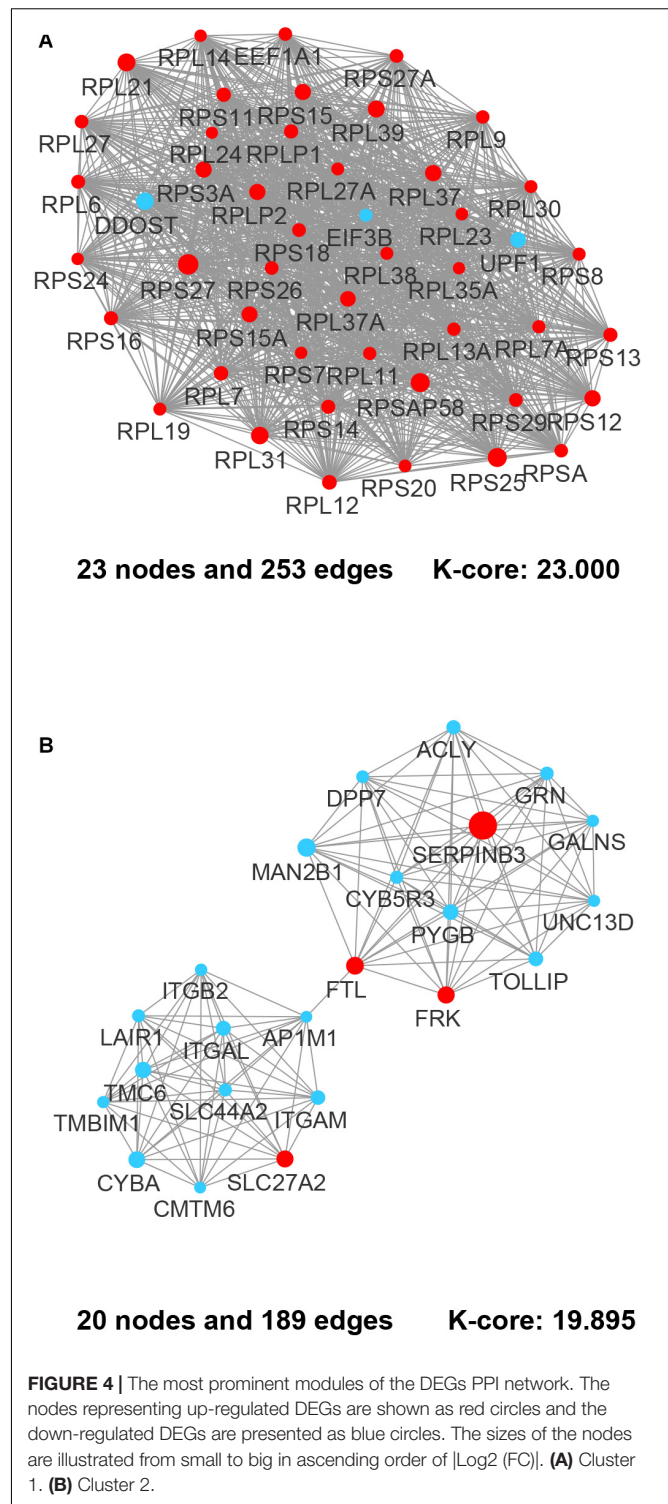 A
RPL14 EEF1A1
RPL21 RPS27A
RPS11 RPS15
RPL27 RPL39 RPL9
RPL24 RPLP1
RPS3A RPL27A RPL37
RPL6 RPLP2 RPL30
DDOST EIF3B RPL23
RPS18 UPF1
RPS24 RPL38 RPS8
RPS27 RPS26 RPL35A
RPL37A
RPS16 RPS15A RPL13A RPL7A RPS13
RPS7 RPL11
RPL7 RPSAP58
RPL19 RPS14 RPS29 RPS12
RPL31
RPS20 RPS25 RPSA
RPL12
23 nodes and 253 edges K-core: 23.000
B
ACLY
DPP7 GRN
SERPINB3 GALNS
MAN2B1
CYB5R3
UNC13D
PYGB
TOLLIP
FTL
FRK
ITGB2
LAIR1 AP1M1
ITGAL
TMC6
SLC44A2
TMBIM1 ITGAM
CYBA SLC27A2
CMTM6
20 nodes and 189 edges K-core: 19.895
FIGURE 4 | The most prominent modules of the DEGs PPI network. The
nodes representing up-regulated DEGs are shown as red circles and the
down-regulated DEGs are presented as blue circles. The sizes of the nodes
are illustrated from small to big in ascending order of |Log2 (FC)|. (A) Cluster
1. (B) Cluster 2.